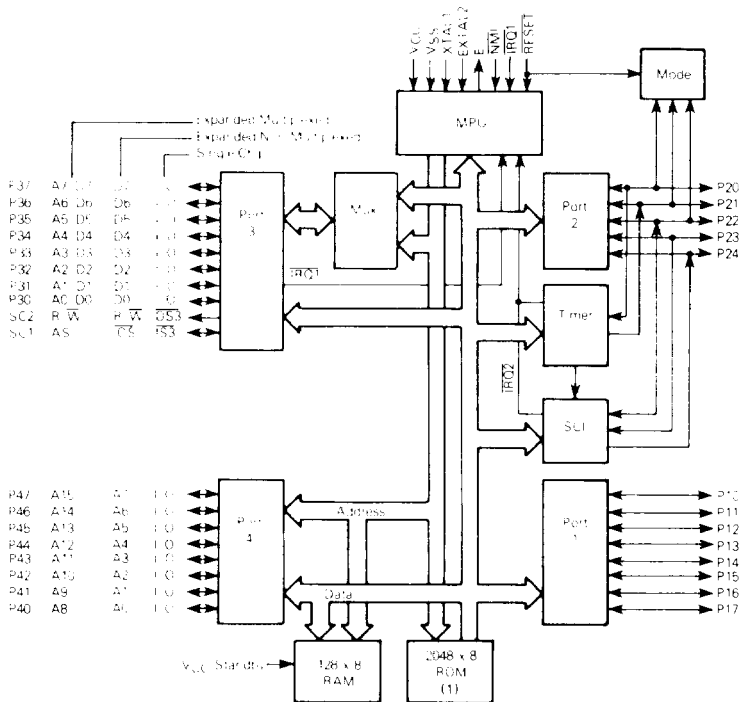 VCC
VSS
XTAL1
EXTAL2
E
NMI
IRQ1
RESET
Mode
MPU
Expanded Multiplexed
Expanded Non-Multiplexed
Single Chip
P37 A7 D7 D7
P36 A6 D6 D6
P35 A5 D5 D5
P34 A4 D4 D4
P33 A3 D3 D3
P32 A2 D2 D2
P31 A1 D1 D1
P30 A0 D0 D0
SC2 R/W R/W OS3
SC1 AS IS3
Port
3
Mux
IRQ1
Port
2
P20
P21
P22
P23
P24
Timer
IRQ2
SCI
P47 A15 A7 I/O
P46 A14 A6 I/O
P45 A13 A5 I/O
P44 A12 A4 I/O
P43 A11 A3 I/O
P42 A10 A2 I/O
P41 A9 A1 I/O
P40 A8 A0 I/O
Port
4
Address
Data
Port
1
P10
P11
P12
P13
P14
P15
P16
P17
VCC Standby
128 x 8
RAM
2048 x 8
ROM
(1)